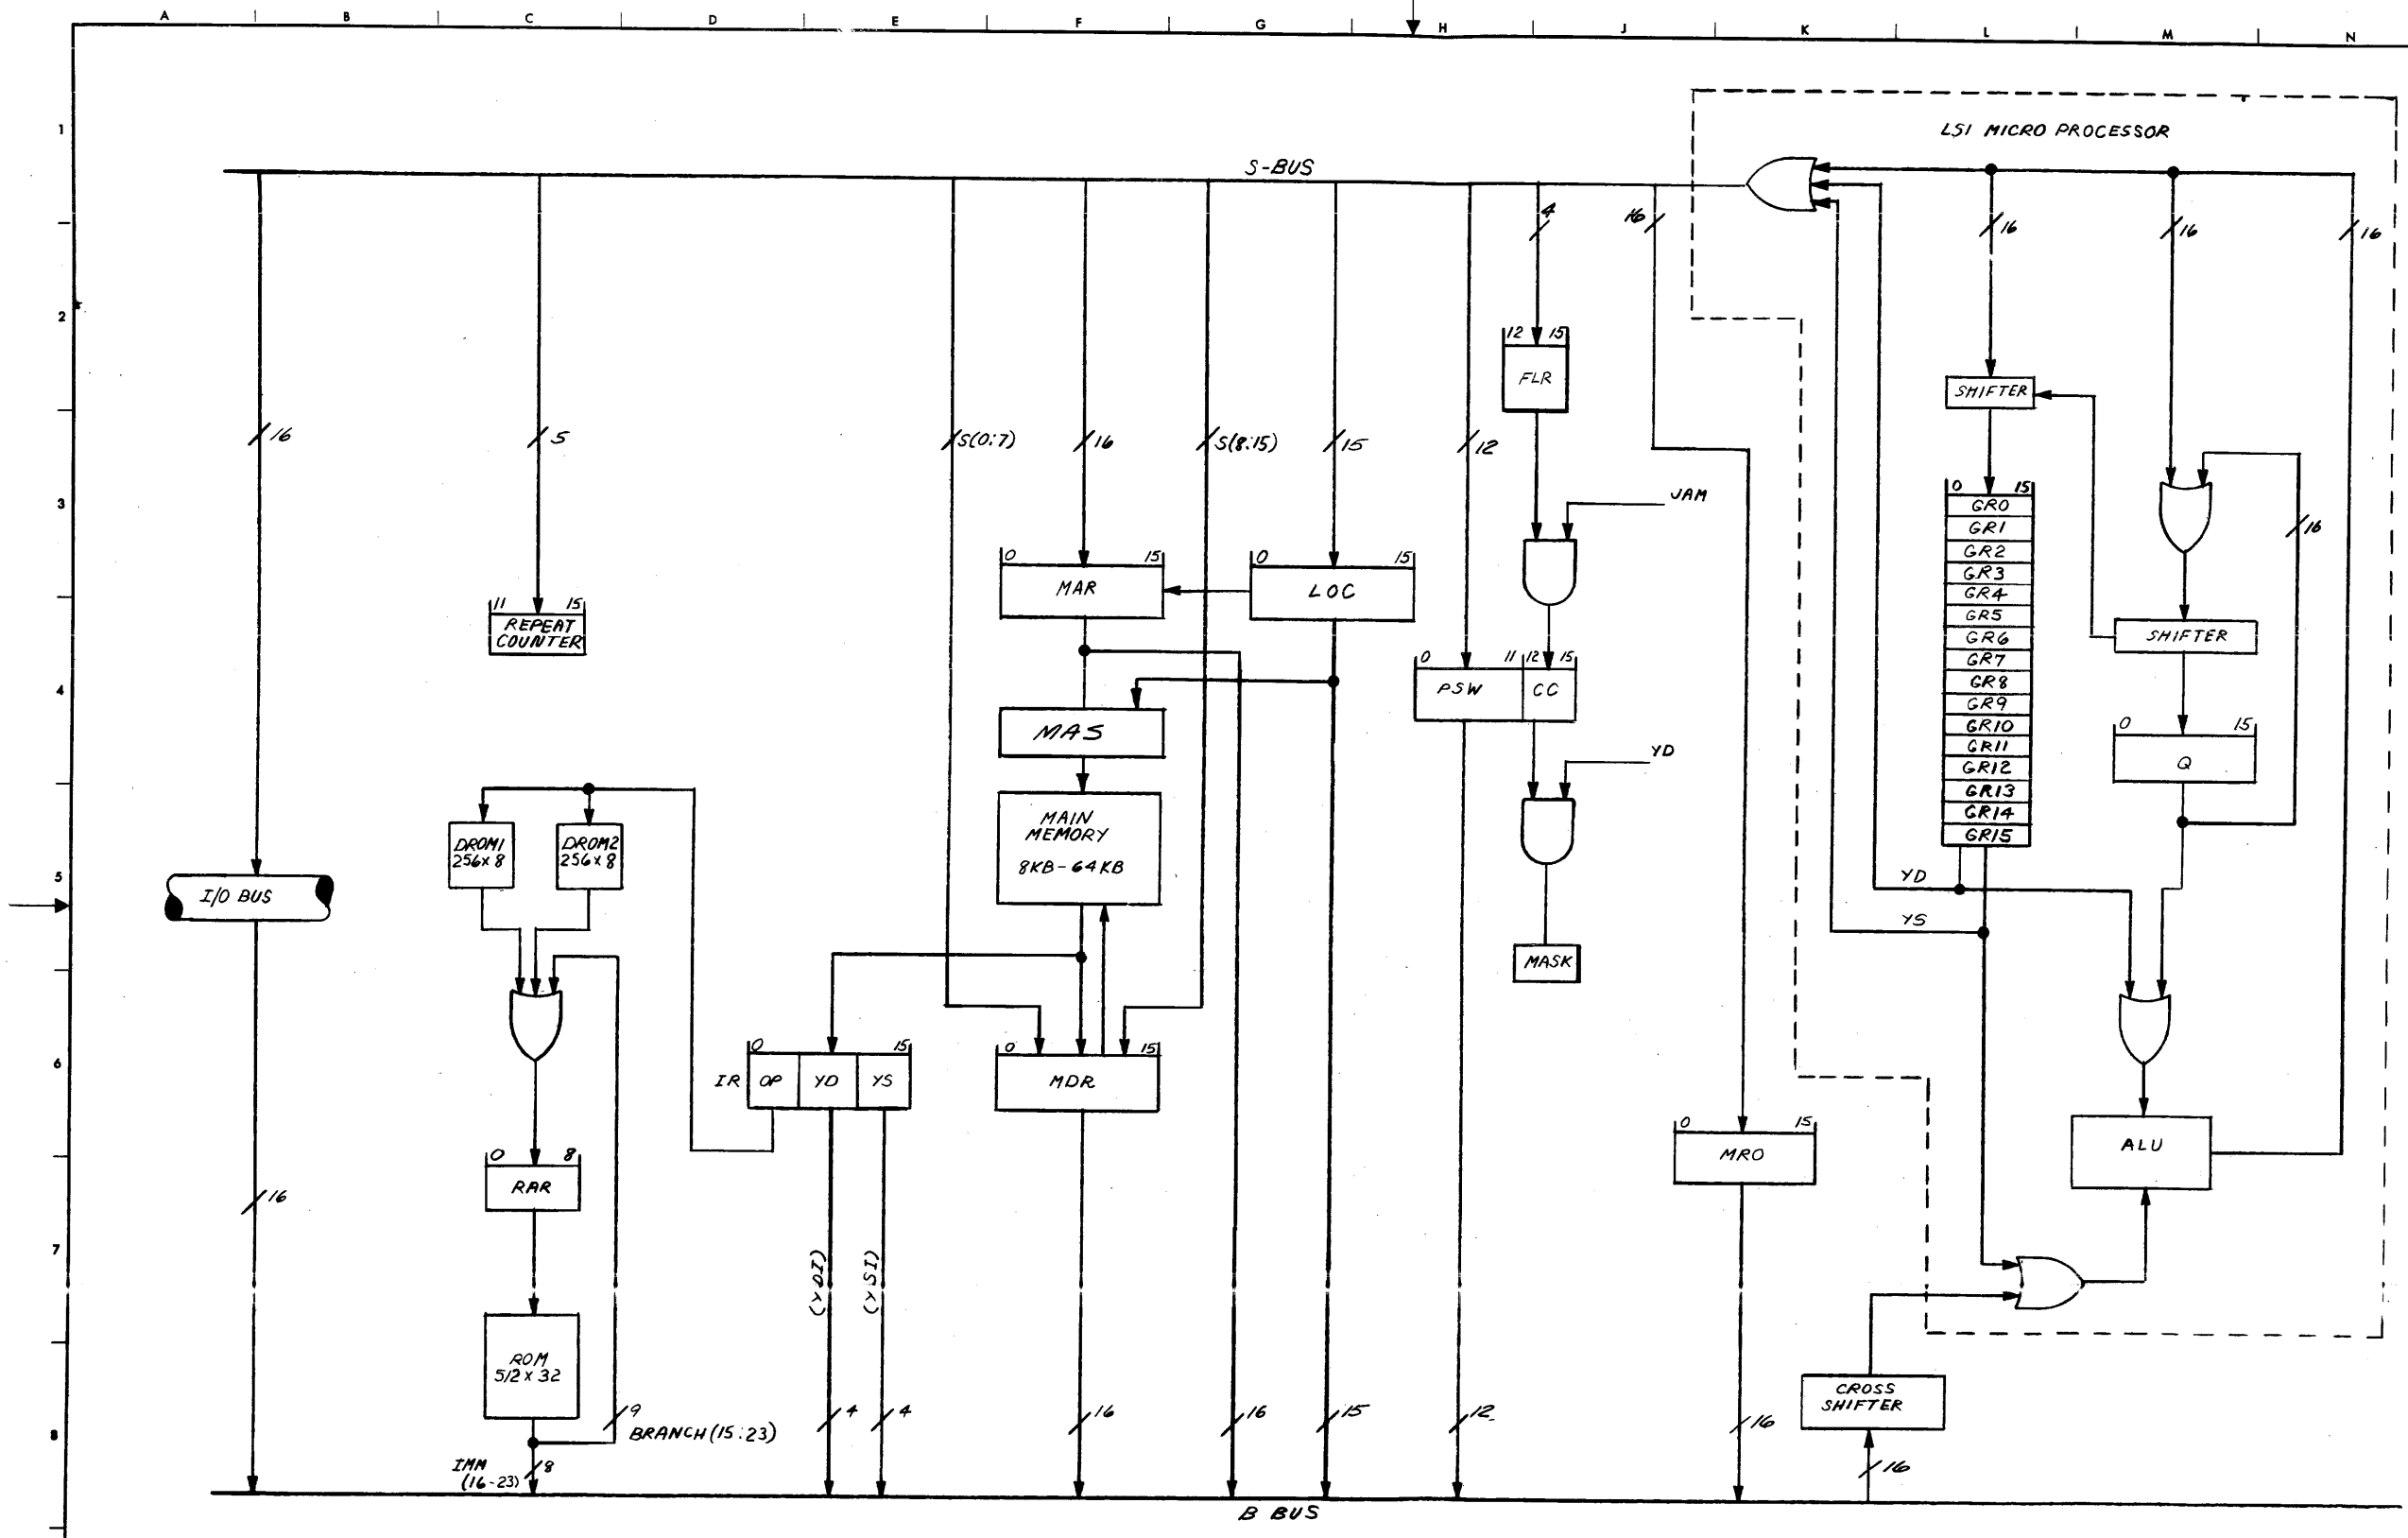 A B C D E F G H J K L M N
1
LSI MICRO PROCESSOR
S-BUS
4
16
16
16
16
2
12 15
FLR
SHIFTER
16
5
S(0:7)
16
S(8:15)
15
12
3
JAM
0 15
GR0
GR1
GR2
GR3
GR4
GR5
GR6
GR7
GR8
GR9
GR10
GR11
GR12
GR13
GR14
GR15
16
0 15
MAR
0 15
LOC
11 15
REPEAT
COUNTER
SHIFTER
4
0 11 12 15
PSW CC
MAS
0 15
Q
YD
MAIN
MEMORY
8KB-64KB
DROM1
256x8
DROM2
256x8
5
I/O BUS
YD
YS
MASK
6
0 15
IR OP YD YS
0 15
MDR
0 15
MRO
ALU
0 8
RAR
16
7
(YDI)
(YSI)
ROM
512x32
CROSS
SHIFTER
8
9
BRANCH(15:23)
4
4
16
16
15
12
16
IMM
(16-23)
8
16
B BUS